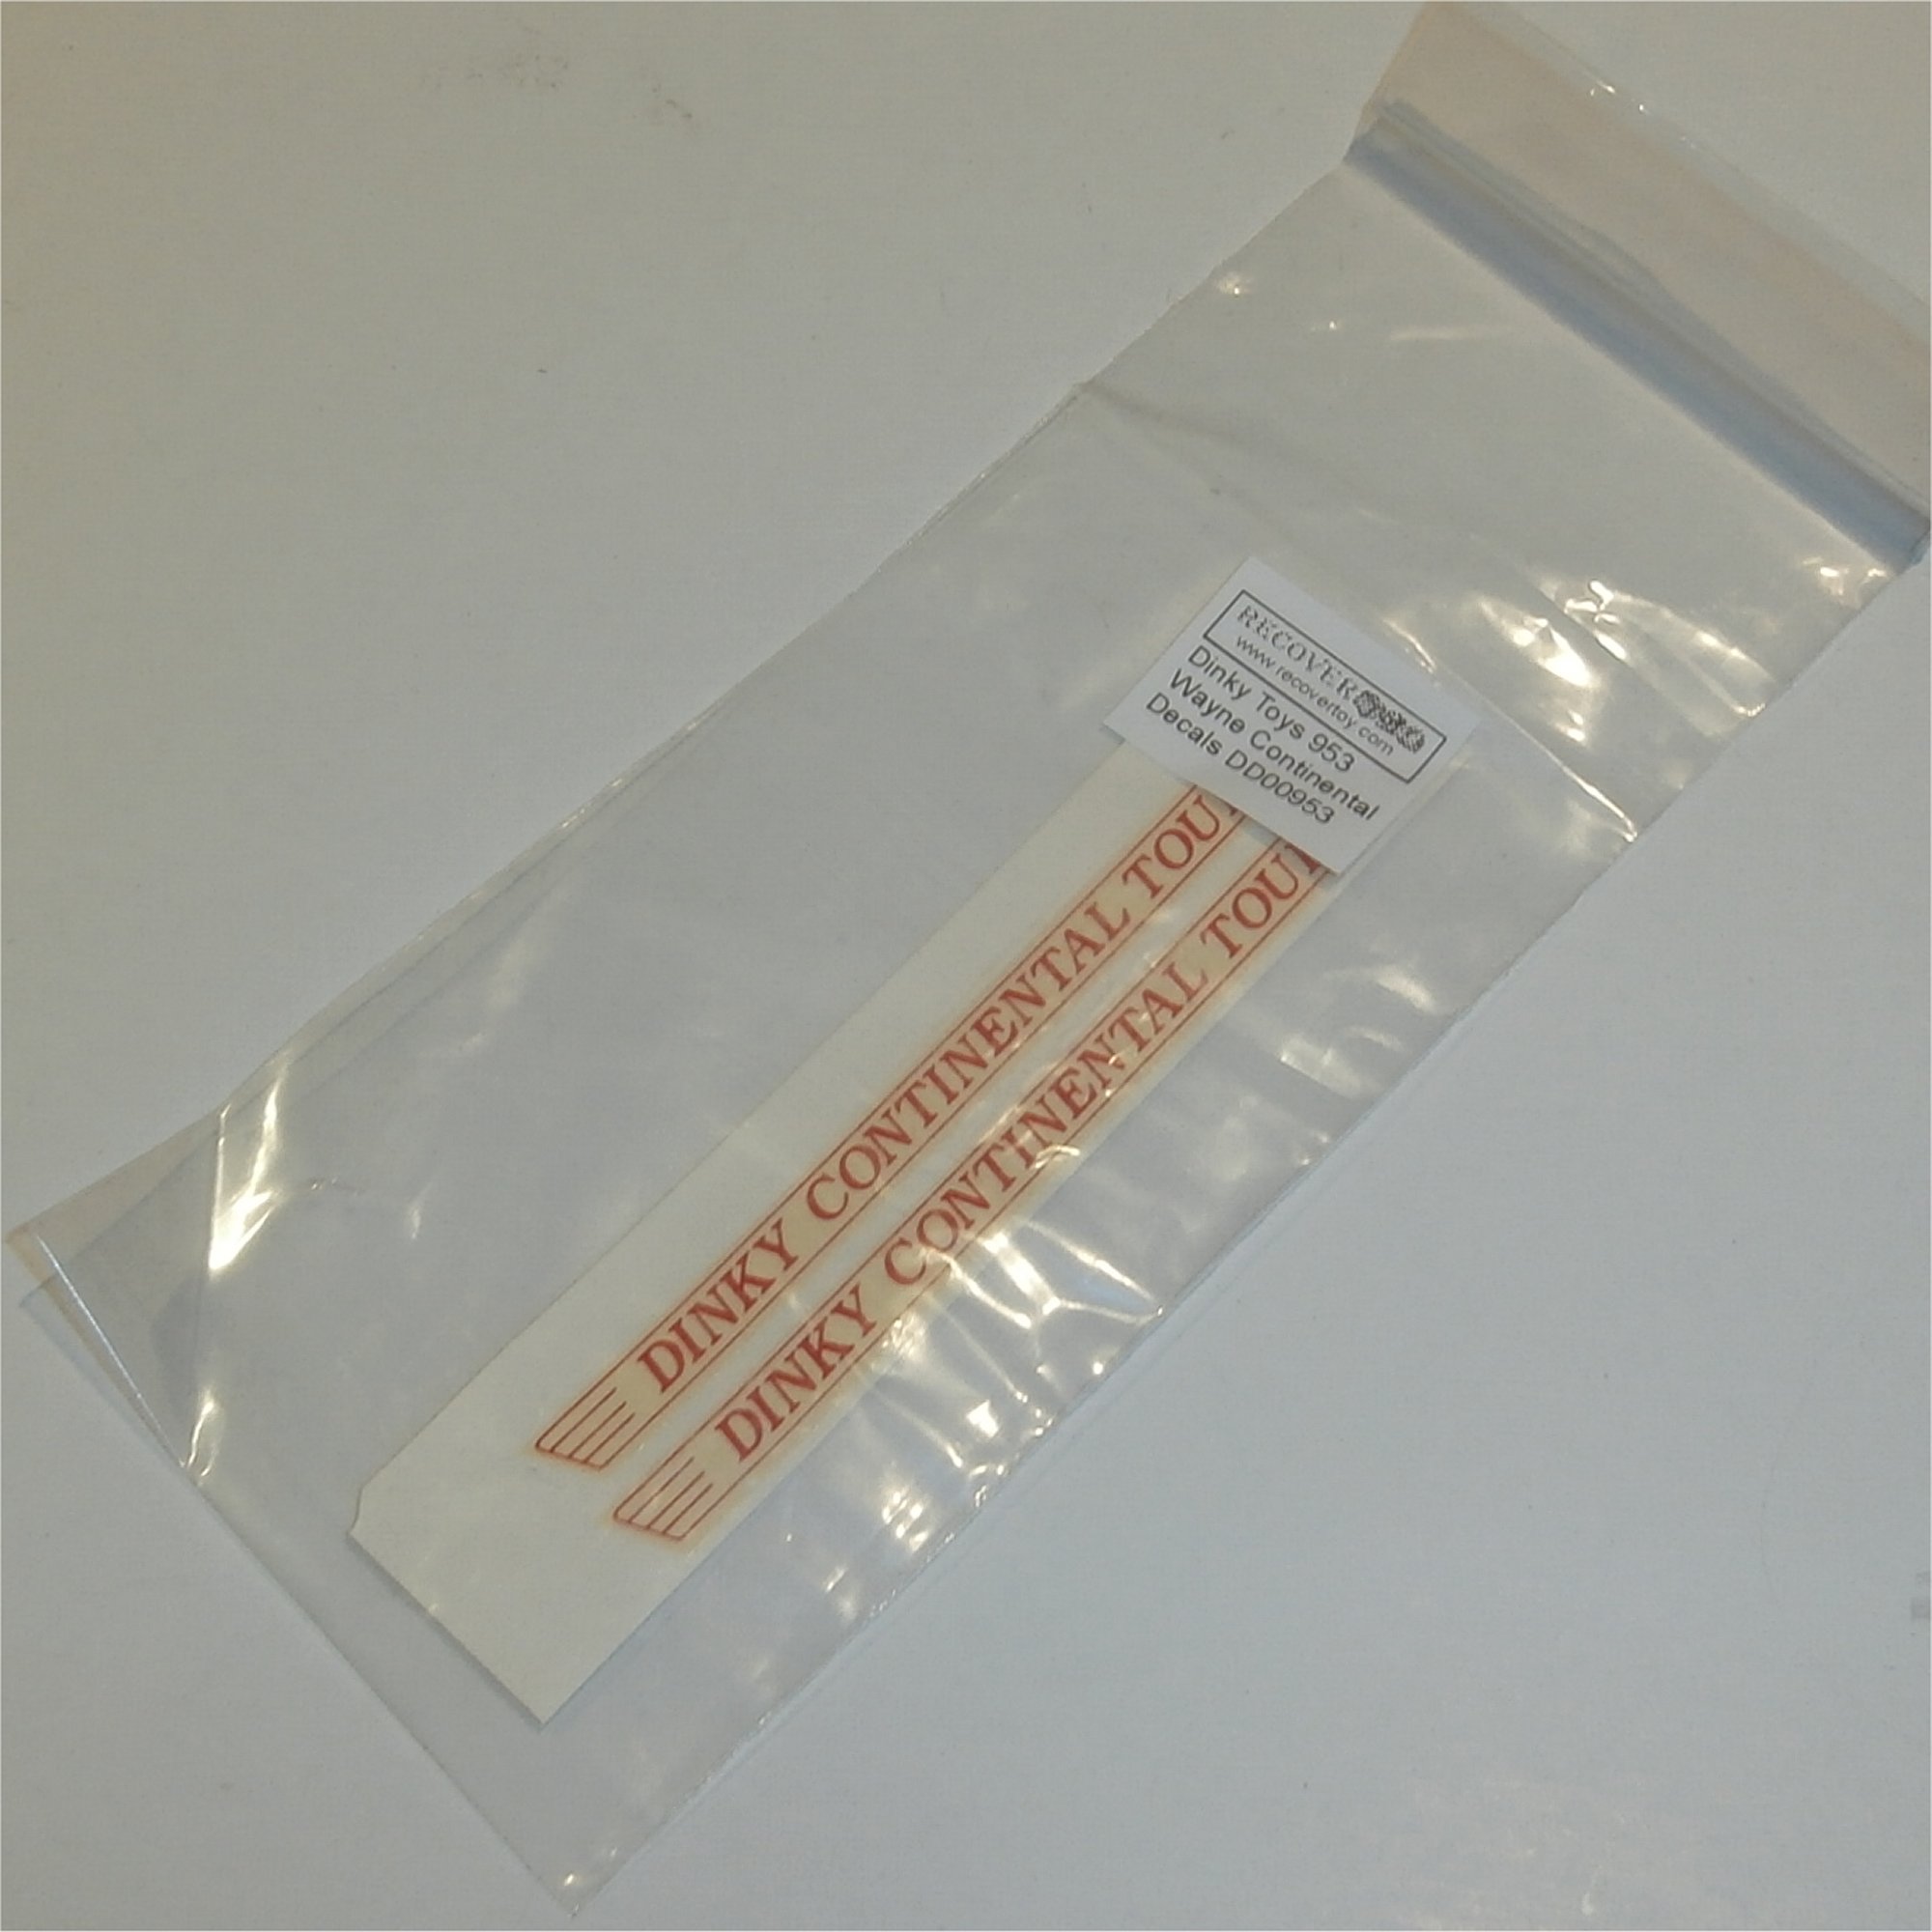 RECOVER
www.recovertoy.com
Dinky Toys 953
Wayne Continental
Decals DD00953
DINKY CONTINENTAL TOU
DINKY CONTINENTAL TOU